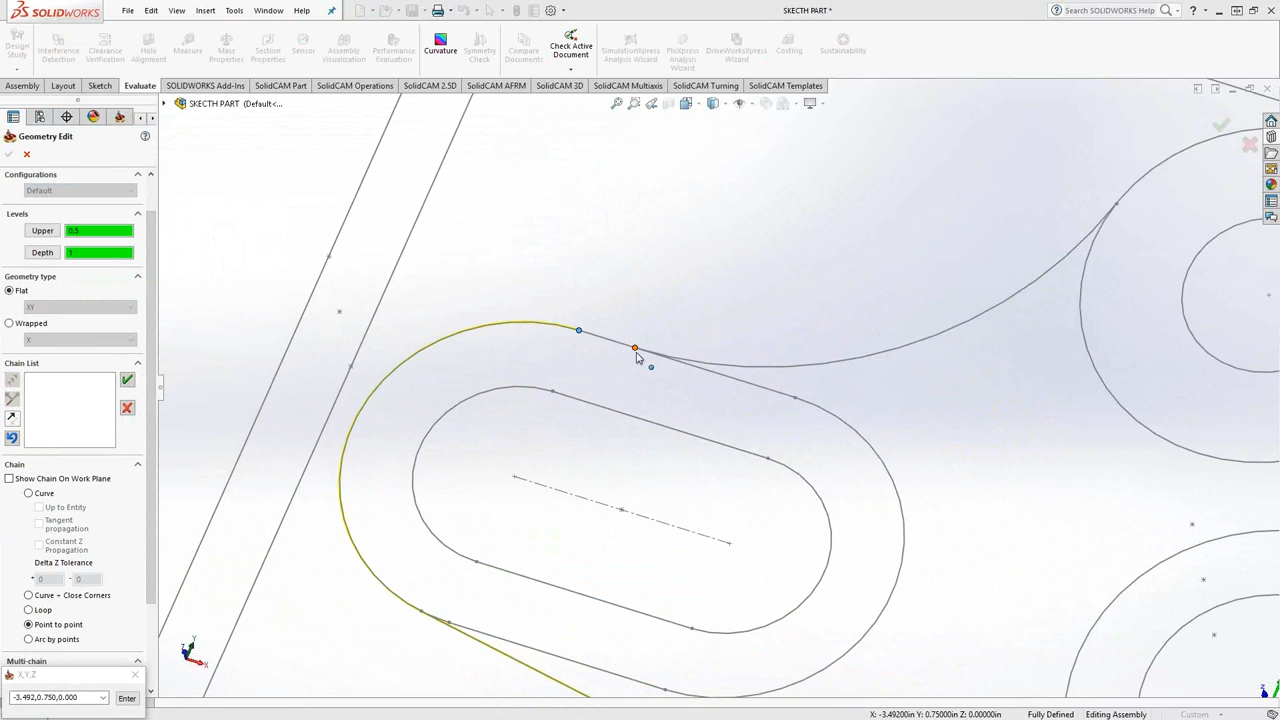 SOLIDWORKS
File Edit View Insert Tools Window Help
SKECTH PART *
Search SOLIDWORKS Help
Design Study
Interference Detection
Clearance Verification
Hole Alignment
Measure
Mass Properties
Section Properties
Sensor
Assembly Visualization
Performance Evaluation
Curvature
Symmetry Check
Compare Documents
Check Active Document
SimulationXpress Analysis Wizard
FloXpress Analysis Wizard
DriveWorksXpress Wizard
Costing
Sustainability
Assembly Layout Sketch Evaluate SOLIDWORKS Add-Ins SolidCAM Part SolidCAM Operations SolidCAM 2.5D SolidCAM AFRM SolidCAM 3D SolidCAM Multiaxis SolidCAM Turning SolidCAM Templates
SKECTH PART (Default<...
Geometry Edit
Configurations
Default
Levels
Upper 0.5
Depth 1
Geometry type
Flat
XY
Wrapped
X
Chain List
Chain
Show Chain On Work Plane
Curve
Up to Entity
Tangent propagation
Constant Z Propagation
Delta Z Tolerance
+ 0 - 0
Curve + Close Corners
Loop
Point to point
Arc by points
Multi-chain
X,Y,Z
-3.492,0.750,0.000 Enter
Y
Z
X
X: -3.49200in Y: 0.75000in Z: 0.00000in Fully Defined Editing Assembly Custom